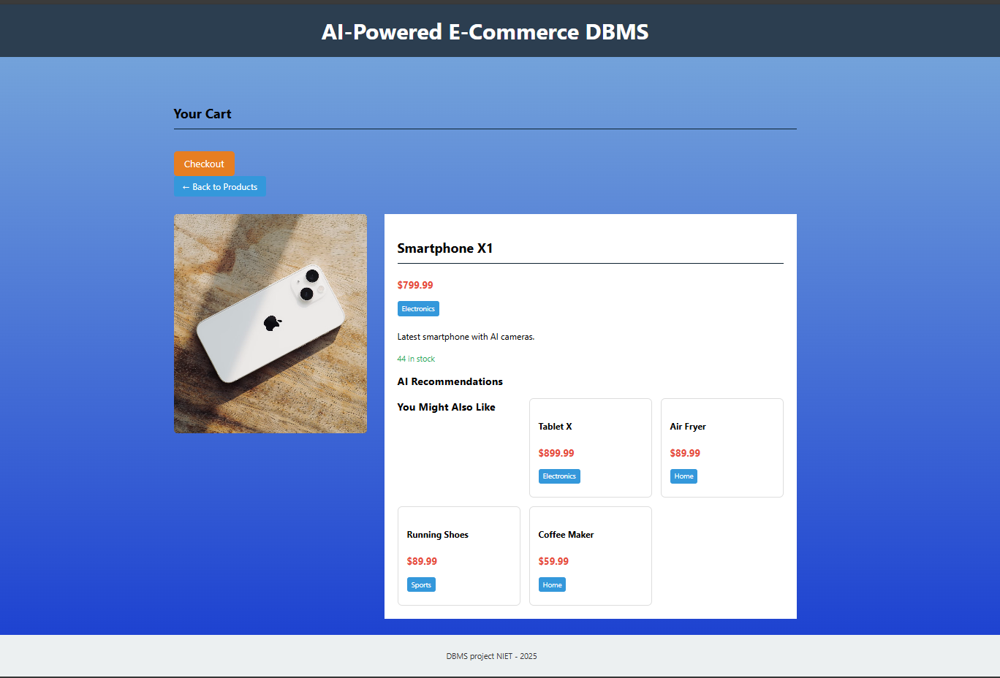 AI-Powered E-Commerce DBMS
Your Cart
Checkout
← Back to Products
Smartphone X1
$799.99
Electronics
Latest smartphone with AI cameras.
44 in stock
AI Recommendations
You Might Also Like
Tablet X
$899.99
Electronics
Air Fryer
$89.99
Home
Running Shoes
$89.99
Sports
Coffee Maker
$59.99
Home
DBMS project NIET - 2025